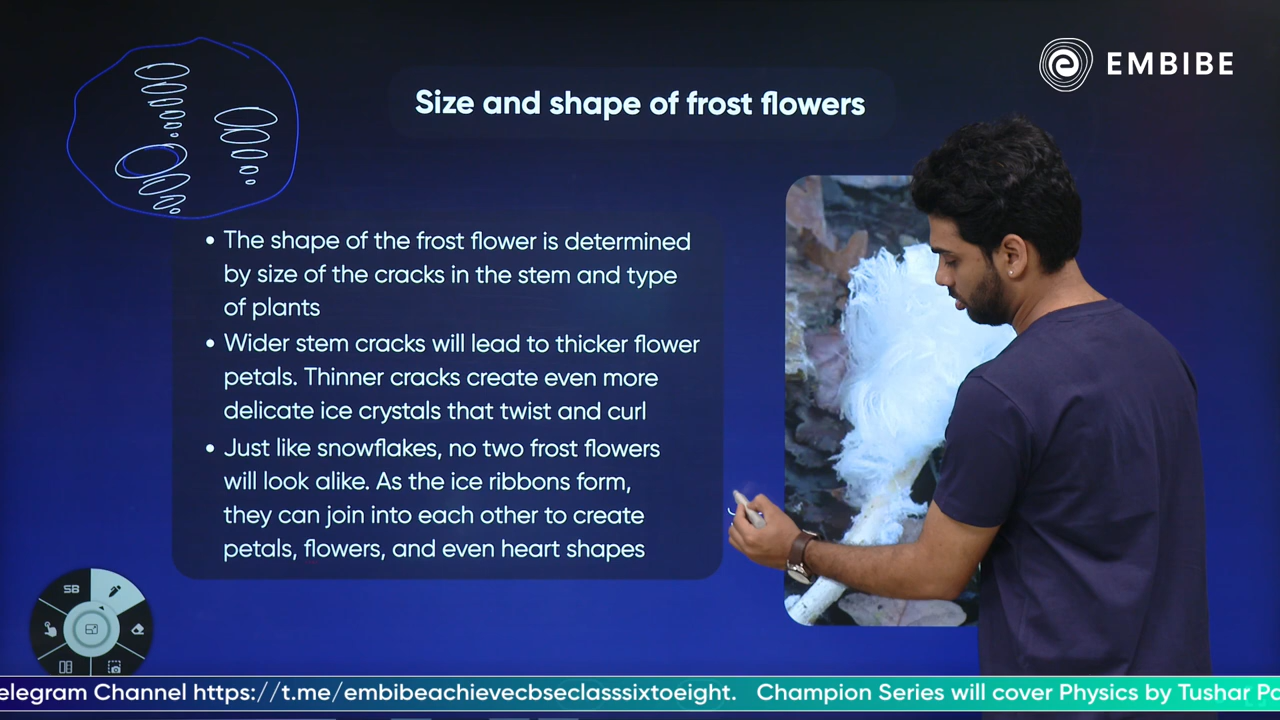 EMBIBE
Size and shape of frost flowers
• The shape of the frost flower is determined
by size of the cracks in the stem and type
of plants
• Wider stem cracks will lead to thicker flower
petals. Thinner cracks create even more
delicate ice crystals that twist and curl
• Just like snowflakes, no two frost flowers
will look alike. As the ice ribbons form,
they can join into each other to create
petals, flowers, and even heart shapes
SB
elegram Channel https://t.me/embibeachievecbseclasssixtoeight. Champion Series will cover Physics by Tushar